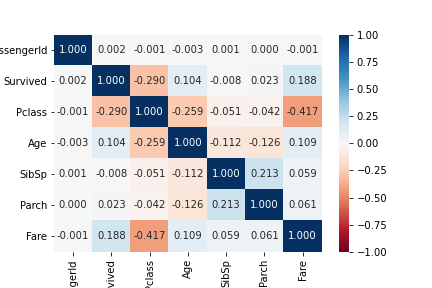 ssengerId 1.000 0.002 -0.001 -0.003 0.001 0.000 -0.001
Survived 0.002 1.000 -0.290 0.104 -0.008 0.023 0.188
Pclass -0.001 -0.290 1.000 -0.259 -0.051 -0.042 -0.417
Age -0.003 0.104 -0.259 1.000 -0.112 -0.126 0.109
SibSp 0.001 -0.008 -0.051 -0.112 1.000 0.213 0.059
Parch 0.000 0.023 -0.042 -0.126 0.213 1.000 0.061
Fare -0.001 0.188 -0.417 0.109 0.059 0.061 1.000
gerId
vived
Pclass
Age
SibSp
Parch
Fare
1.00
0.75
0.50
0.25
0.00
−0.25
−0.50
−0.75
−1.00